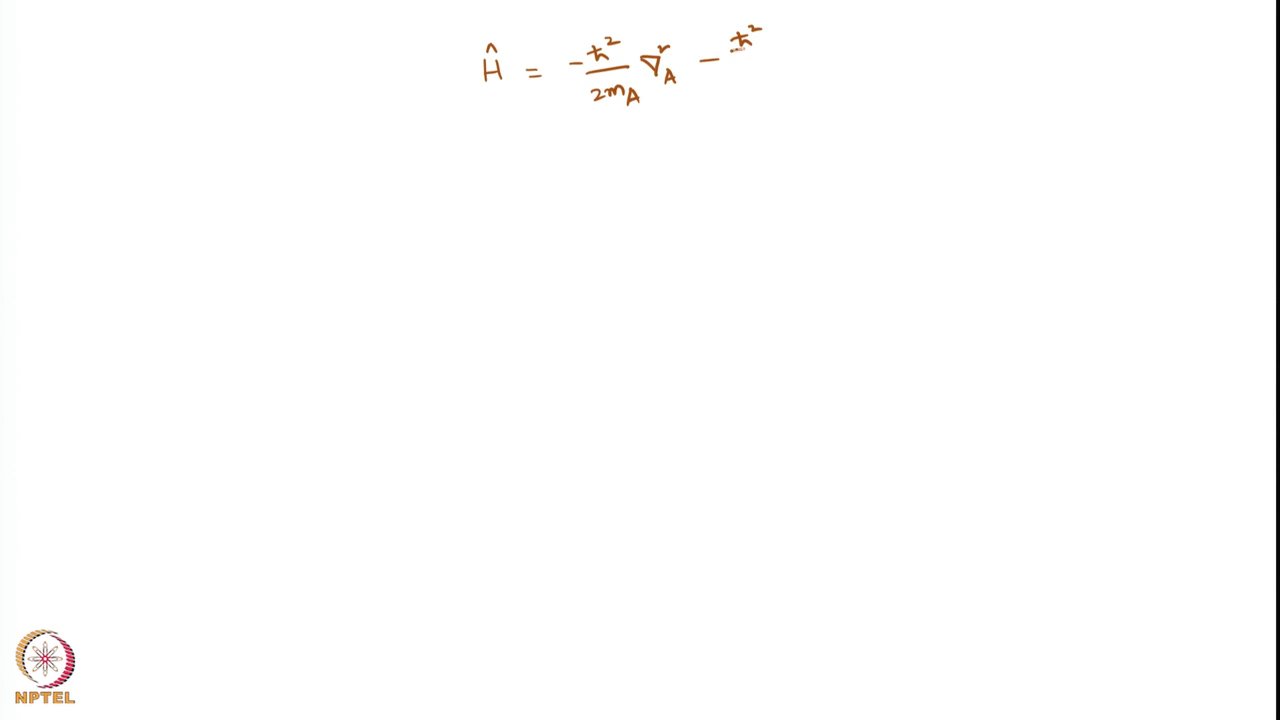 Ĥ = -ħ²/2m_A ∇²_A - ħ²
NPTEL